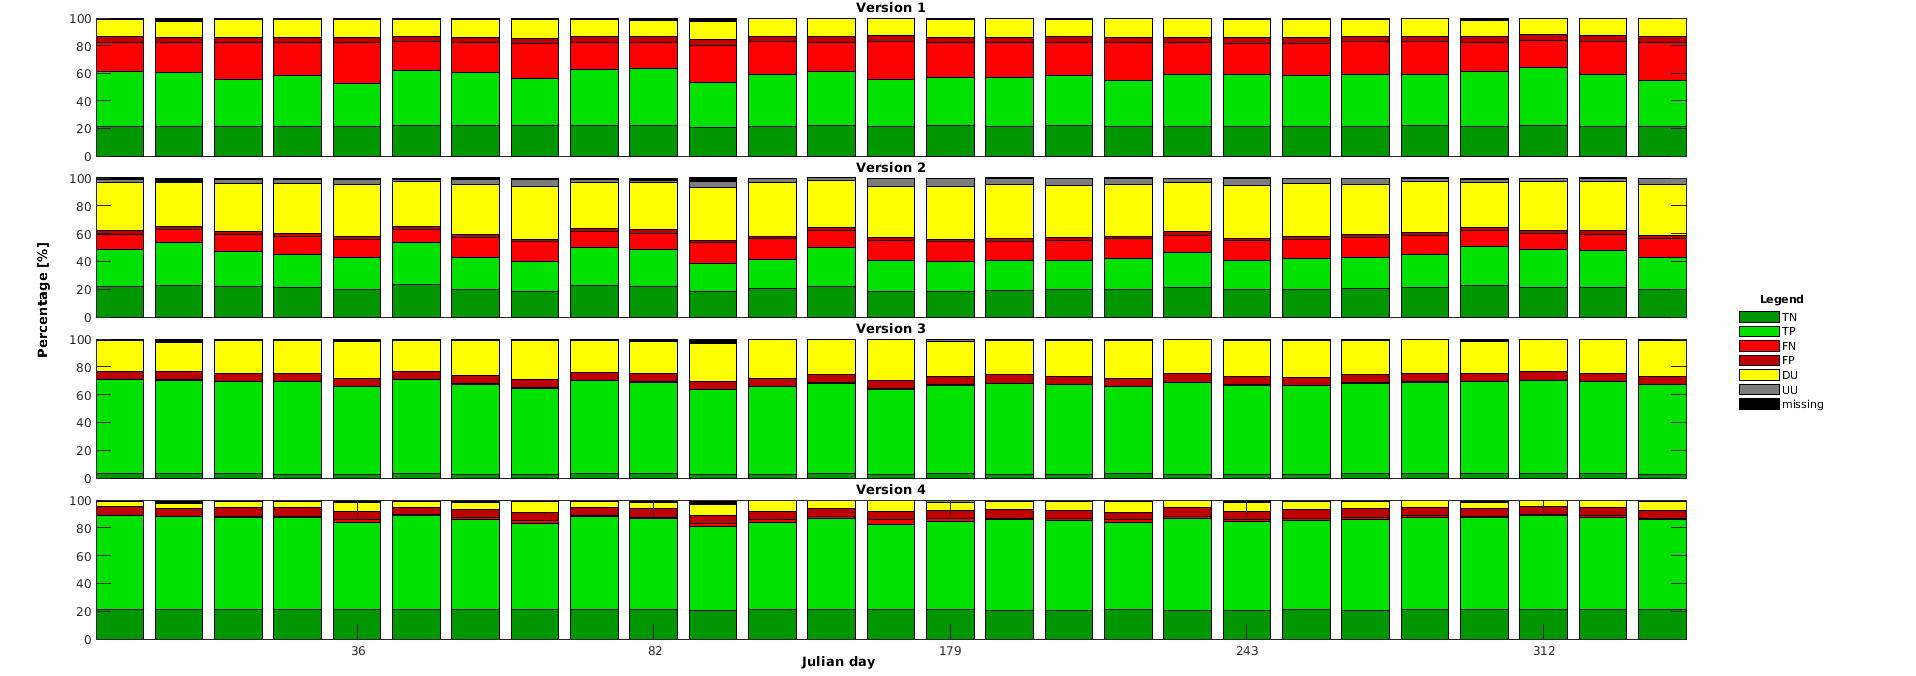 Version 1
100
80
60
40
20
0
Version 2
100
80
60
40
20
0
Version 3
100
80
60
40
20
0
Version 4
100
80
60
40
20
0
Percentage [%]
36 82 179 243 312
Julian day
Legend
TN
TP
FN
FP
DU
UU
missing